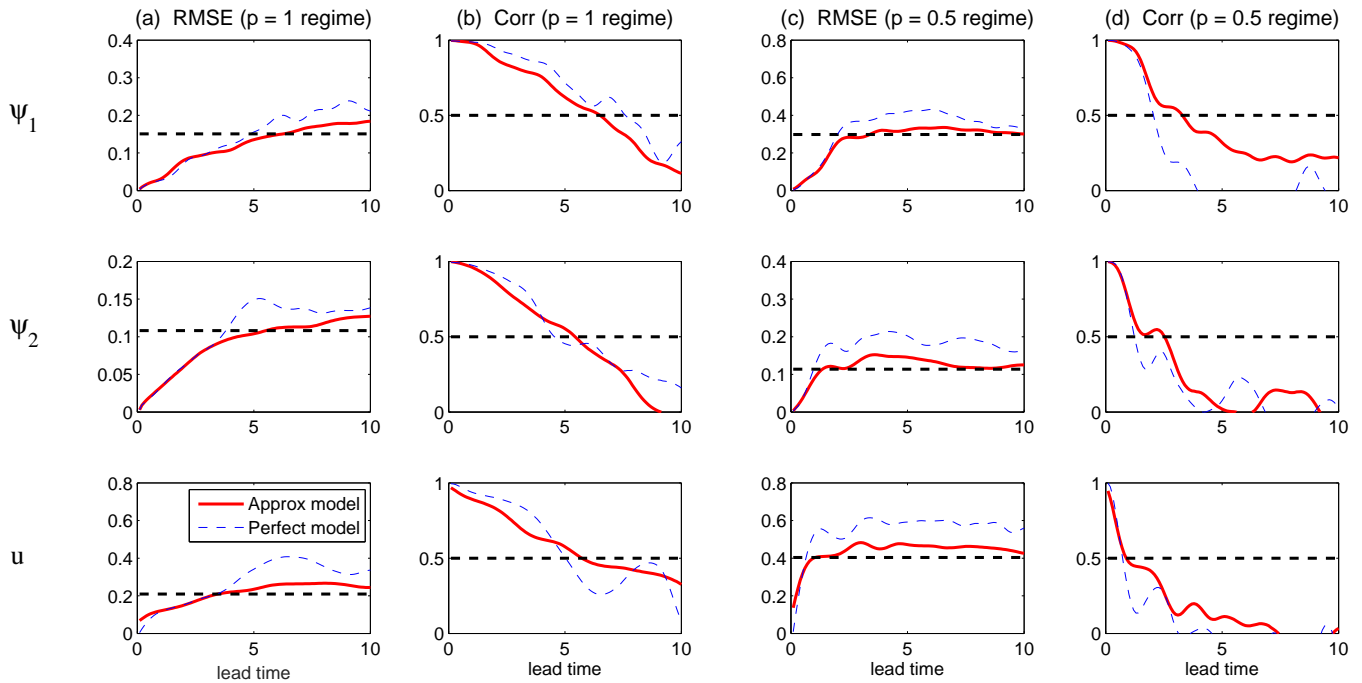 (a) RMSE (p = 1 regime)
(b) Corr (p = 1 regime)
(c) RMSE (p = 0.5 regime)
(d) Corr (p = 0.5 regime)
ψ1
0.4
0.3
0.2
0.1
0
0 5 10
1
0.5
0
0 5 10
0.8
0.6
0.4
0.2
0
0 5 10
1
0.5
0
0 5 10
ψ2
0.2
0.15
0.1
0.05
0
0 5 10
1
0.5
0
0 5 10
0.4
0.3
0.2
0.1
0
0 5 10
1
0.5
0
0 5 10
u
0.8
0.6
0.4
0.2
0
0 5 10
lead time
Approx model
Perfect model
1
0.5
0
0 5 10
lead time
0.8
0.6
0.4
0.2
0
0 5 10
lead time
1
0.5
0
0 5 10
lead time